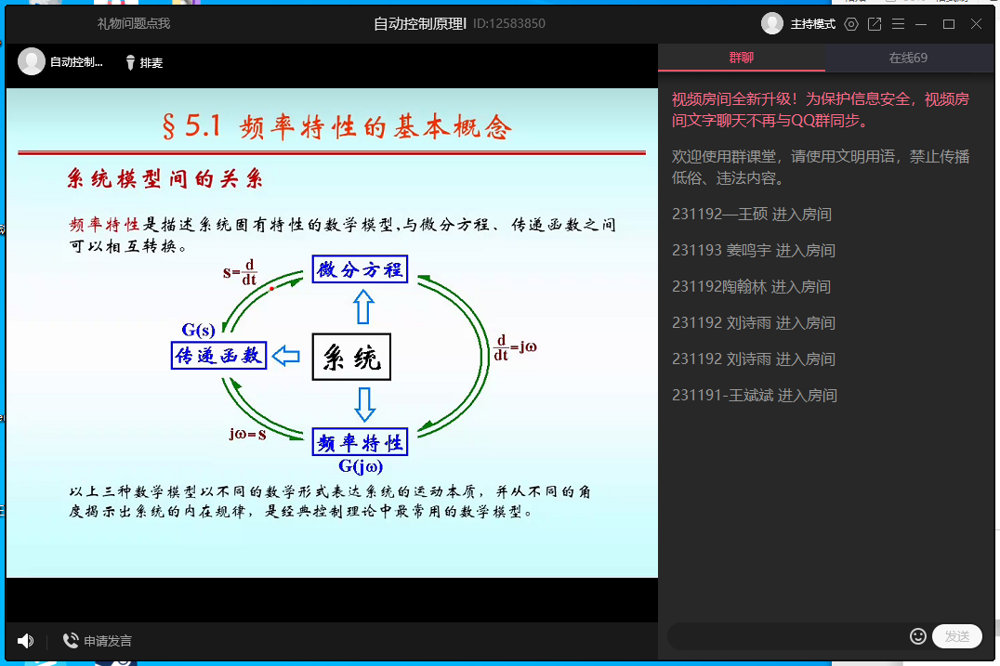 礼物问题点我
自动控制原理I ID:12583850
主持模式
自动控制...
排麦
群聊
在线69
§5.1 频率特性的基本概念
系统模型间的关系
频率特性是描述系统固有特性的数学模型,与微分方程、传递函数之间
可以相互转换。
s=d/dt
微分方程
G(s)
传递函数
系统
d/dt=jω
jω=s
频率特性
G(jω)
以上三种数学模型以不同的数学形式表达系统的运动本质，并从不同的角
度揭示出系统的内在规律，是经典控制理论中最常用的数学模型。
视频房间全新升级！为保护信息安全，视频房
间文字聊天不再与QQ群同步。
欢迎使用群课堂，请使用文明用语，禁止传播
低俗、违法内容。
231192—王硕 进入房间
231193 姜鸣宇 进入房间
231192陶翰林 进入房间
231192 刘诗雨 进入房间
231192 刘诗雨 进入房间
231191-王斌斌 进入房间
申请发言
发送